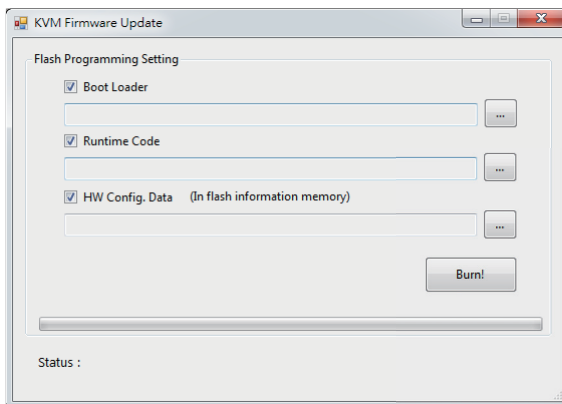 KVM Firmware Update
Flash Programming Setting
Boot Loader
...
Runtime Code
...
HW Config. Data (In flash information memory)
...
Burn!
Status :